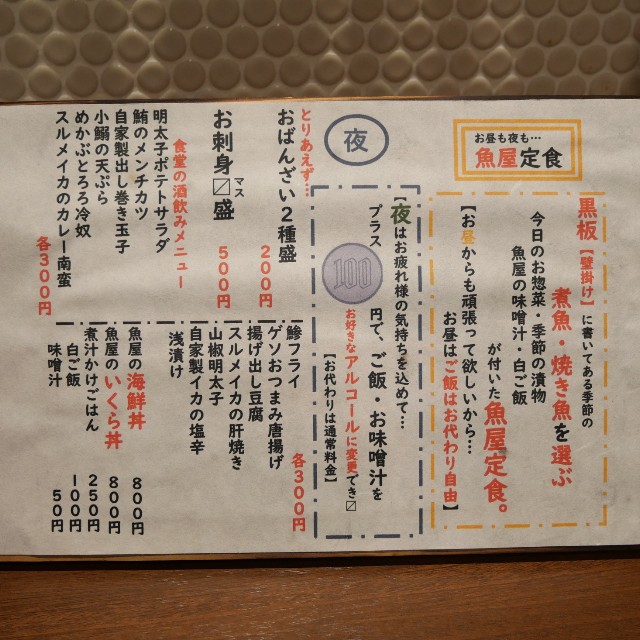 お昼も夜も…
魚屋定食
黒板【壁掛け】に書いてある季節の
煮魚・焼き魚を選ぶ
今日のお惣菜・季節の漬物
魚屋の味噌汁・白ご飯
が付いた魚屋定食。
【お昼からも頑張って欲しいから…
お昼はご飯はお代わり自由】
夜
【夜はお疲れ様の気持ちを込めて…
プラス100円で、ご飯・お味噌汁を
お好きなアルコールに変更でき〼
【お代わりは通常料金】
とりあえず…
おばんざい2種盛
200円
お刺身〼盛
マス
500円
食堂の酒飲みメニュー
明太子ポテトサラダ
鮪のメンチカツ
自家製出し巻き玉子
小鰯の天ぷら
めかぶとろろ冷奴
スルメイカのカレー南蛮
各300円
鯵フライ
ゲソおつまみ唐揚げ
揚げ出し豆腐
スルメイカの肝焼き
山椒明太子
自家製イカの塩辛
浅漬け
各300円
魚屋の海鮮丼 800円
魚屋のいくら丼 800円
煮汁かけごはん 250円
白ご飯 100円
味噌汁 50円